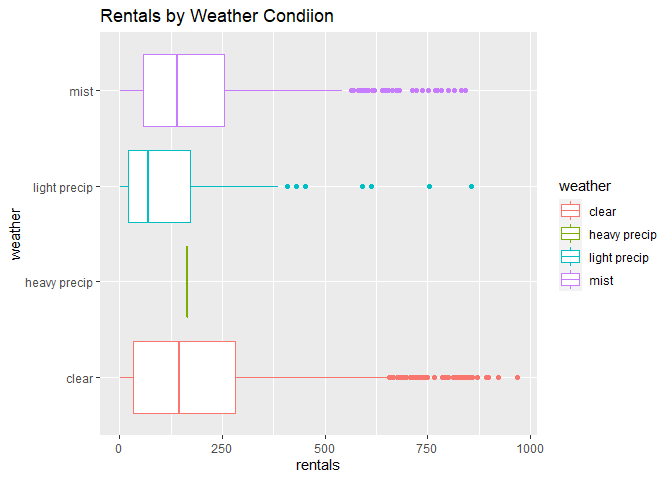 Rentals by Weather Condiion
mist
light precip
heavy precip
clear
weather
0 250 500 750 1000
rentals
weather
clear
heavy precip
light precip
mist